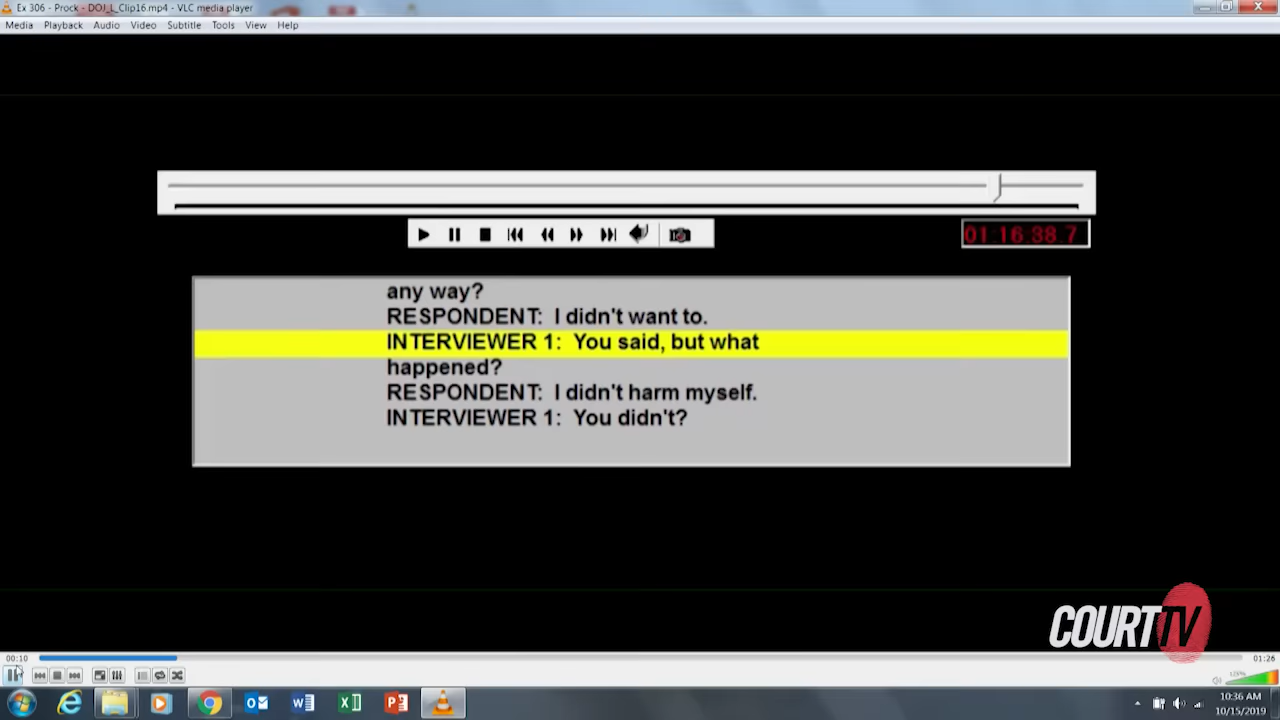 Ex 306 - Prock - DOJ_L_Clip16.mp4 - VLC media player
Media Playback Audio Video Subtitle Tools View Help
01:16:38.7
any way?
RESPONDENT: I didn't want to.
INTERVIEWER 1: You said, but what
happened?
RESPONDENT: I didn't harm myself.
INTERVIEWER 1: You didn't?
COURT TV
00:10
01:26
125%
10:36 AM
10/15/2019